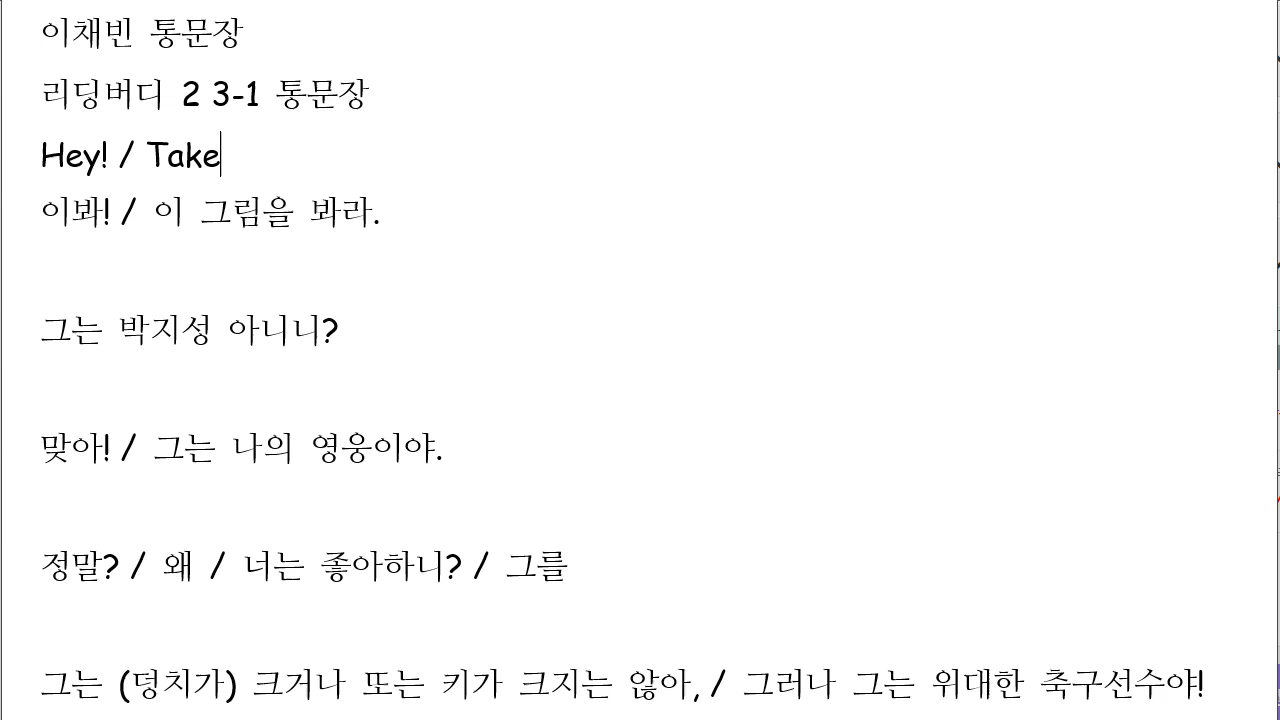 이채빈 통문장
리딩버디 2 3-1 통문장
Hey! / Take
이봐! / 이 그림을 봐라.
그는 박지성 아니니?
맞아! / 그는 나의 영웅이야.
정말? / 왜 / 너는 좋아하니? / 그를
그는 (덩치가) 크거나 또는 키가 크지는 않아, / 그러나 그는 위대한 축구선수야!